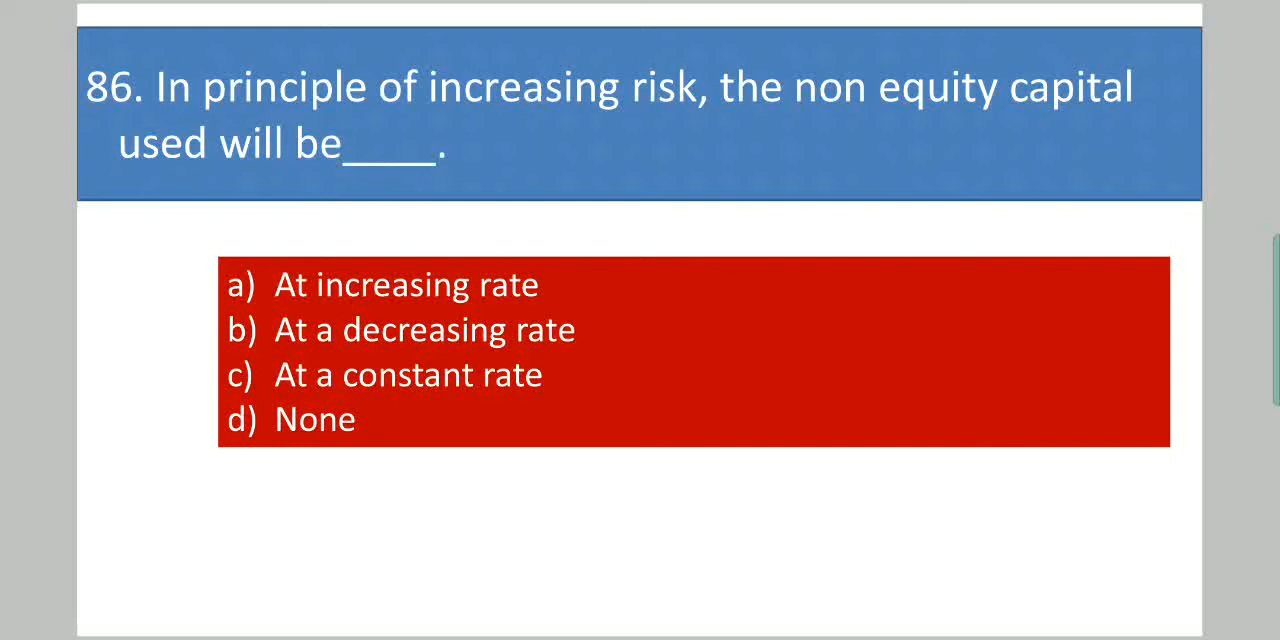 86. In principle of increasing risk, the non equity capital
used will be____.
a) At increasing rate
b) At a decreasing rate
c) At a constant rate
d) None